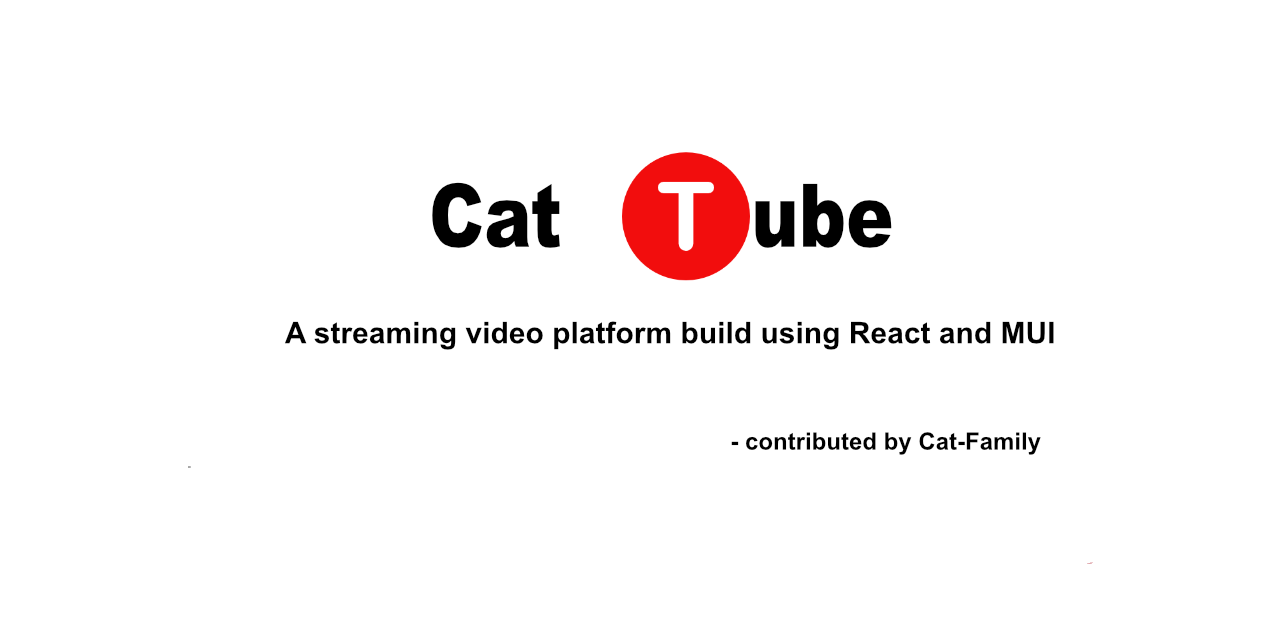 Cat Tube
A streaming video platform build using React and MUI
- contributed by Cat-Family